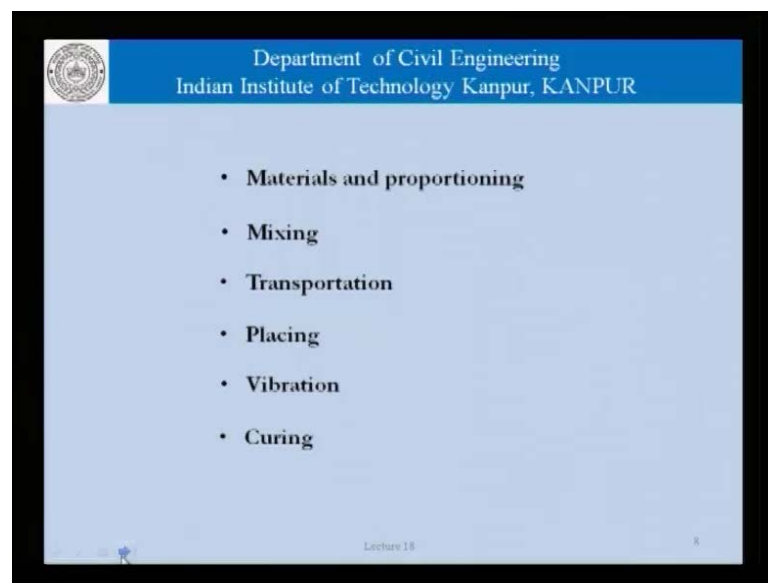 Department of Civil Engineering
Indian Institute of Technology Kanpur, KANPUR
• Materials and proportioning
• Mixing
• Transportation
• Placing
• Vibration
• Curing
Lecture 18
8